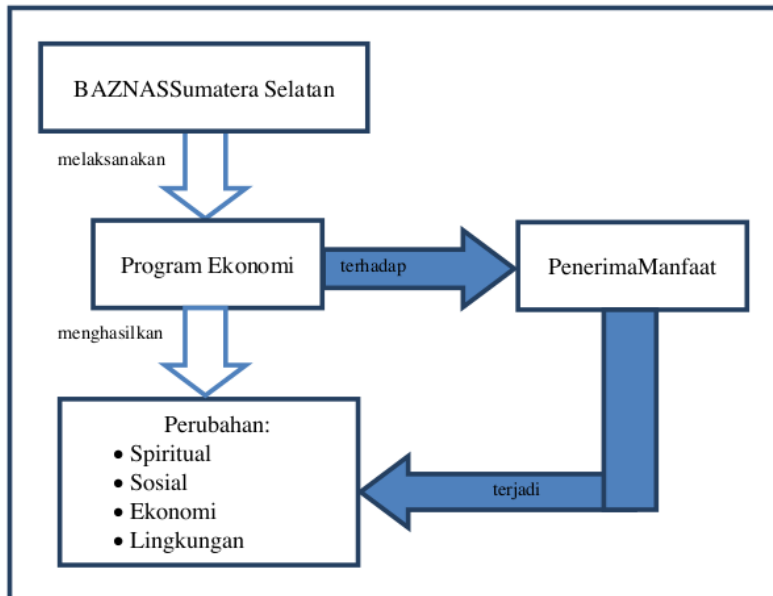 BAZNASSumatera Selatan
melaksanakan
Program Ekonomi
terhadap
PenerimaManfaat
menghasilkan
Perubahan:
• Spiritual
• Sosial
• Ekonomi
• Lingkungan
terjadi